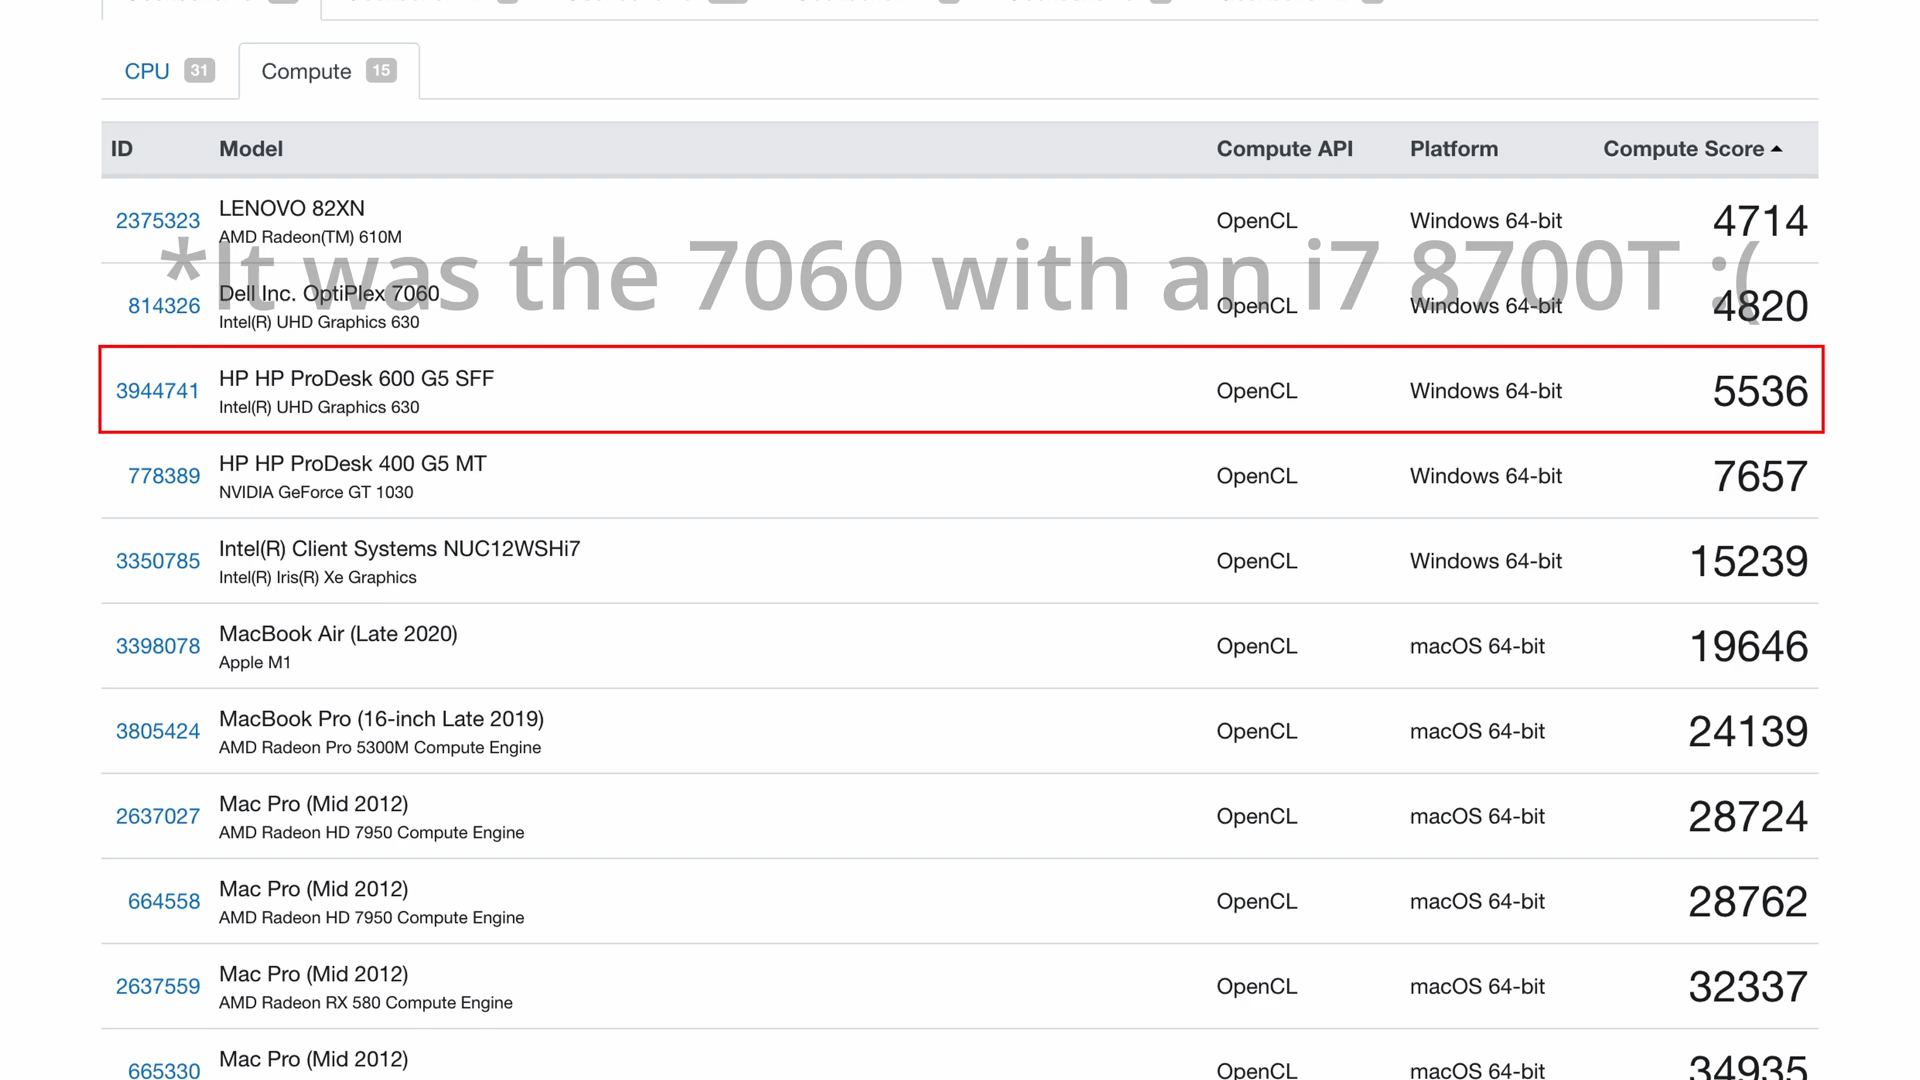 CPU 31 Compute 15
ID Model Compute API Platform Compute Score
LENOVO 82XN
2375323 OpenCL Windows 64-bit 4714
AMD Radeon(TM) 610M
*It was the 7060 with an i7 8700T :(
Dell Inc. OptiPlex 7060
814326 OpenCL Windows 64-bit 4820
Intel(R) UHD Graphics 630
HP HP ProDesk 600 G5 SFF
3944741 OpenCL Windows 64-bit 5536
Intel(R) UHD Graphics 630
HP HP ProDesk 400 G5 MT
778389 OpenCL Windows 64-bit 7657
NVIDIA GeForce GT 1030
Intel(R) Client Systems NUC12WSHi7
3350785 OpenCL Windows 64-bit 15239
Intel(R) Iris(R) Xe Graphics
MacBook Air (Late 2020)
3398078 OpenCL macOS 64-bit 19646
Apple M1
MacBook Pro (16-inch Late 2019)
3805424 OpenCL macOS 64-bit 24139
AMD Radeon Pro 5300M Compute Engine
Mac Pro (Mid 2012)
2637027 OpenCL macOS 64-bit 28724
AMD Radeon HD 7950 Compute Engine
Mac Pro (Mid 2012)
664558 OpenCL macOS 64-bit 28762
AMD Radeon HD 7950 Compute Engine
Mac Pro (Mid 2012)
2637559 OpenCL macOS 64-bit 32337
AMD Radeon RX 580 Compute Engine
Mac Pro (Mid 2012)
665330 OpenCL macOS 64-bit 34935